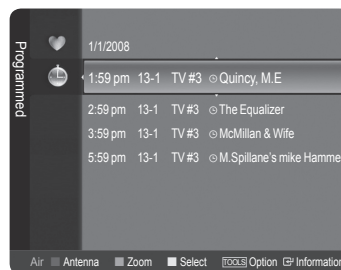 Programmed
1/1/2008
1:59 pm 13-1 TV #3 Quincy, M.E
2:59 pm 13-1 TV #3 The Equalizer
3:59 pm 13-1 TV #3 McMillan & Wife
5:59 pm 13-1 TV #3 M.Spillane's mike Hamme
Air Antenna Zoom Select TOOLS Option Information